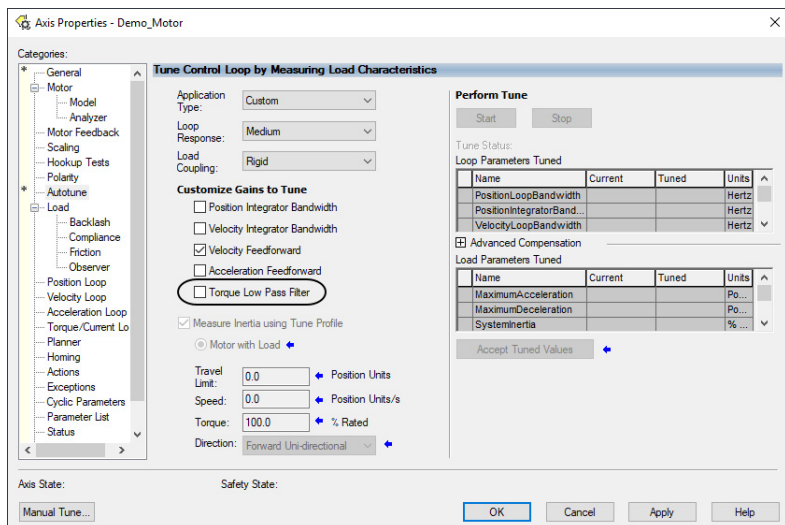 Axis Properties - Demo_Motor
Categories:
* General
Motor
Model
Analyzer
Motor Feedback
Scaling
Hookup Tests
Polarity
* Autotune
Load
Backlash
Compliance
Friction
Observer
Position Loop
Velocity Loop
Acceleration Loop
Torque/Current Lo
Planner
Homing
Actions
Exceptions
Cyclic Parameters
Parameter List
Status
Tune Control Loop by Measuring Load Characteristics
Application Type: Custom
Loop Response: Medium
Load Coupling: Rigid
Customize Gains to Tune
Position Integrator Bandwidth
Velocity Integrator Bandwidth
Velocity Feedforward
Acceleration Feedforward
Torque Low Pass Filter
Measure Inertia using Tune Profile
Motor with Load
Travel Limit: 0.0 Position Units
Speed: 0.0 Position Units/s
Torque: 100.0 % Rated
Direction: Forward Uni-directional
Perform Tune
Start Stop
Tune Status:
Loop Parameters Tuned
Name Current Tuned Units
PositionLoopBandwidth Hertz
PositionIntegratorBand... Hertz
VelocityLoopBandwidth Hertz
Advanced Compensation
Load Parameters Tuned
Name Current Tuned Units
MaximumAcceleration Po...
MaximumDeceleration Po...
SystemInertia % ...
Accept Tuned Values
Axis State: Safety State:
Manual Tune... OK Cancel Apply Help